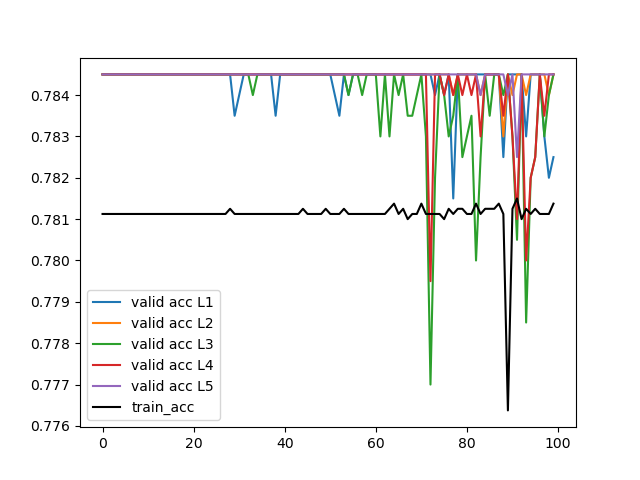 0.784
0.783
0.782
0.781
0.780
0.779
0.778
0.777
0.776
valid acc L1
valid acc L2
valid acc L3
valid acc L4
valid acc L5
train_acc
0 20 40 60 80 100